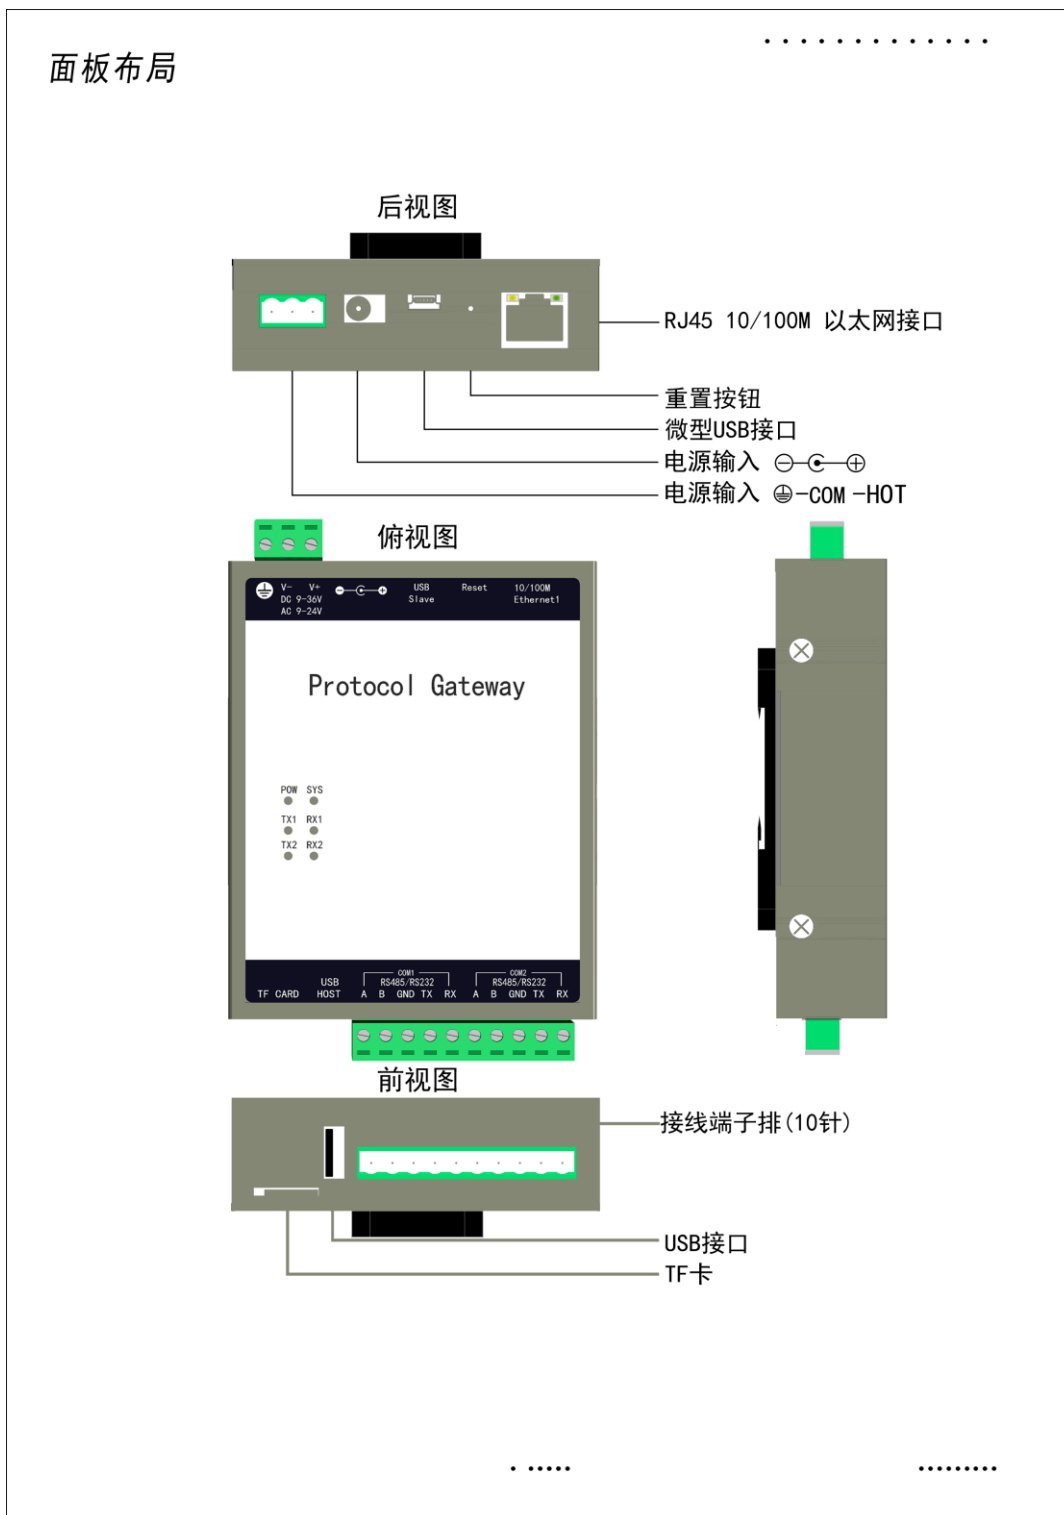 面板布局
后视图
RJ45 10/100M 以太网接口
重置按钮
微型USB接口
电源输入
电源输入 -COM -HOT
俯视图
V- V+
DC 9-36V
AC 9-24V
USB
Slave
Reset
10/100M
Ethernet1
Protocol Gateway
POW SYS
TX1 RX1
TX2 RX2
TF CARD
USB
HOST
COM1
RS485/RS232
A B GND TX RX
COM2
RS485/RS232
A B GND TX RX
前视图
接线端子排(10针)
USB接口
TF卡